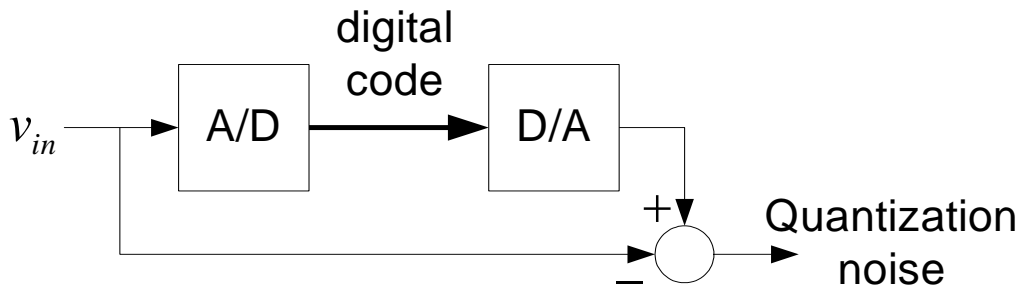 digital
code
v_in
A/D
D/A
+
−
Quantization
noise